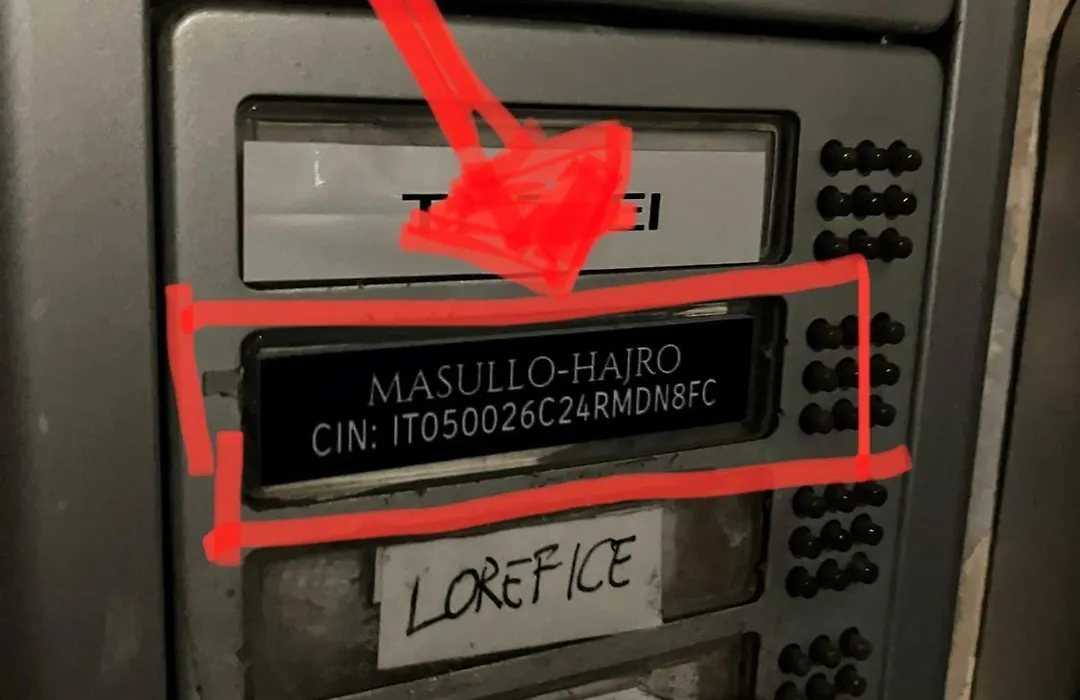 MASULLO-HAJRO
CIN: IT050026C24RMDN8FC
LOREFICE